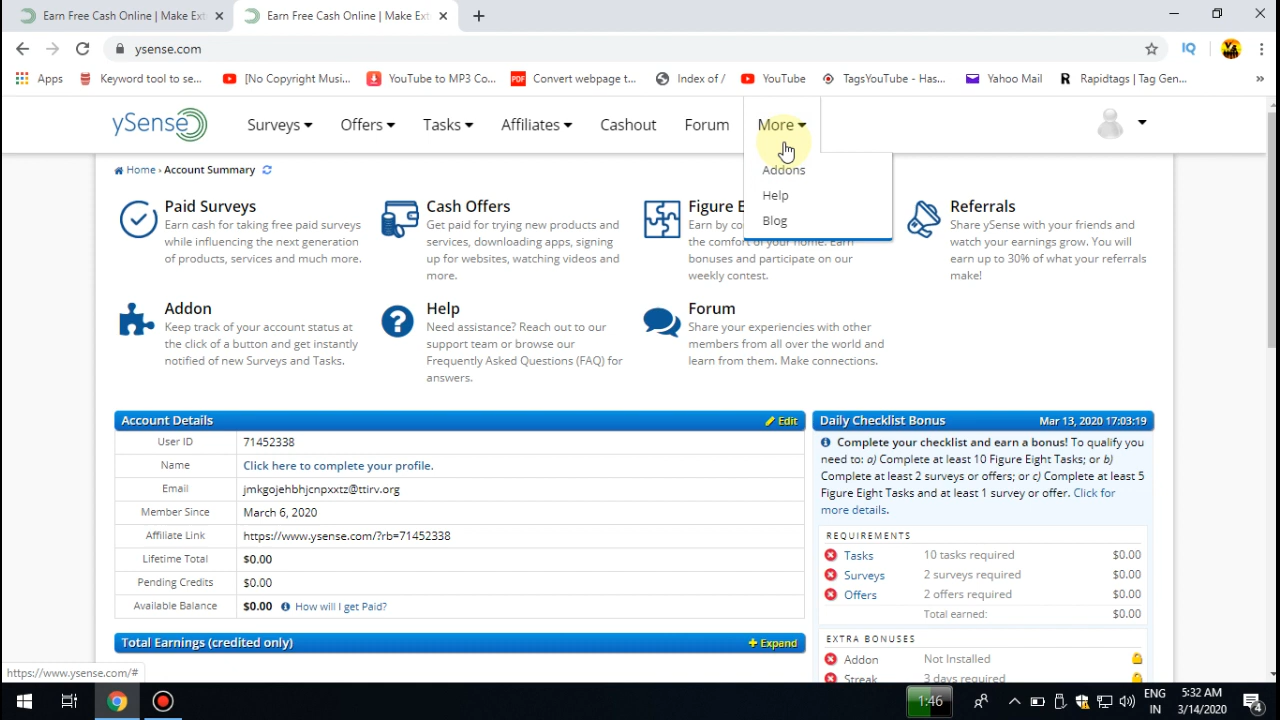 Earn Free Cash Online | Make Ext
Earn Free Cash Online | Make Ext
ysense.com
Apps
Keyword tool to se...
[No Copyright Musi...
YouTube to MP3 Co...
Convert webpage t...
Index of /
YouTube
TagsYouTube - Has...
Yahoo Mail
Rapidtags | Tag Gen...
»
ySense
Surveys
Offers
Tasks
Affiliates
Cashout
Forum
More
Addons
Help
Blog
Home › Account Summary
Paid Surveys
Earn cash for taking free paid surveys
while influencing the next generation
of products, services and much more.
Cash Offers
Earn cash for trying new products and
services, downloading apps, signing
up for websites, watching videos and
more.
Figure E
Earn by co
the comfort of your home. Earn
bonuses and participate on our
weekly contest.
Referrals
Share ySense with your friends and
watch your earnings grow. You will
earn up to 30% of what your referrals
make!
Addon
Keep track of your account status at
the click of a button and get instantly
notified of new Surveys and Tasks.
Help
Need assistance? Reach out to our
support team or browse our
Frequently Asked Questions (FAQ) for
answers.
Forum
Share your experiences with other
members from all over the world and
learn from them. Make connections.
Account Details
Edit
User ID 71452338
Name Click here to complete your profile.
Email jmkgojehbhjcnpxxtz@ttirv.org
Member Since March 6, 2020
Affiliate Link https://www.ysense.com/?rb=71452338
Lifetime Total $0.00
Pending Credits $0.00
Available Balance $0.00 How will I get Paid?
Total Earnings (credited only)
+ Expand
Daily Checklist Bonus Mar 13, 2020 17:03:19
Complete your checklist and earn a bonus! To qualify you
need to: a) Complete at least 10 Figure Eight Tasks; or b)
Complete at least 2 surveys or offers; or c) Complete at least 5
Figure Eight Tasks and at least 1 survey or offer. Click for
more details.
REQUIREMENTS
Tasks 10 tasks required $0.00
Surveys 2 surveys required $0.00
Offers 2 offers required $0.00
Total earned: $0.00
EXTRA BONUSES
Addon Not Installed
Streak 3 days required
https://www.ysense.com/#
1:46
ENG
IN
5:32 AM
3/14/2020
4